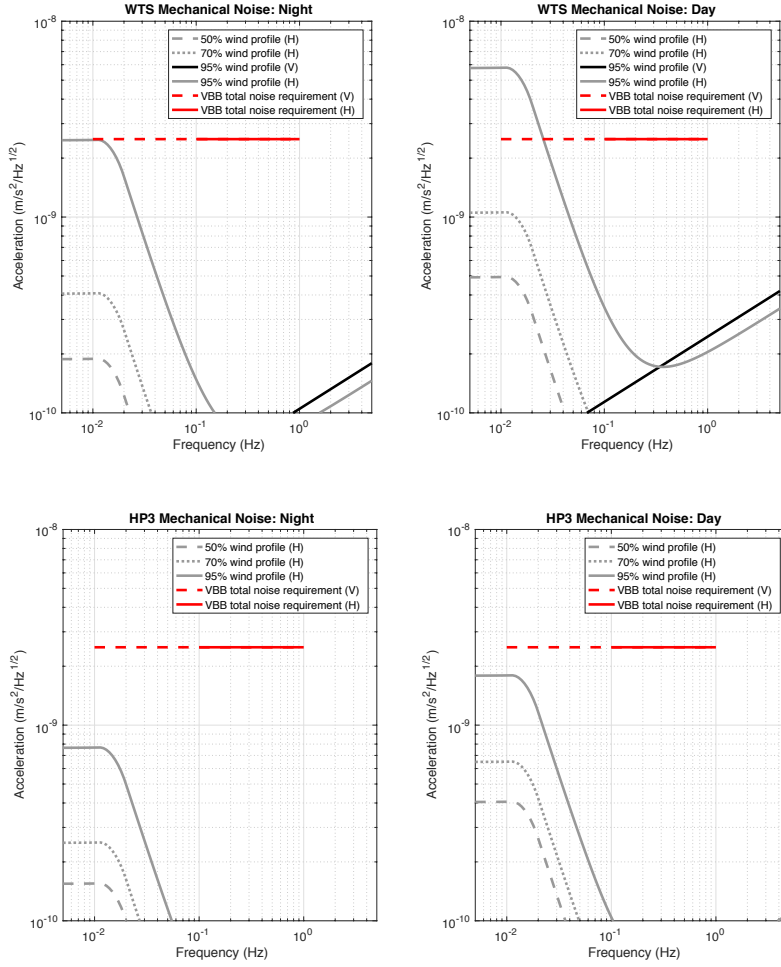 WTS Mechanical Noise: Night
10^-8
50% wind profile (H)
70% wind profile (H)
95% wind profile (V)
95% wind profile (H)
VBB total noise requirement (V)
VBB total noise requirement (H)
Acceleration (m/s^2/Hz^1/2)
10^-9
10^-10
10^-2
10^-1
10^0
Frequency (Hz)
WTS Mechanical Noise: Day
10^-8
50% wind profile (H)
70% wind profile (H)
95% wind profile (V)
95% wind profile (H)
VBB total noise requirement (V)
VBB total noise requirement (H)
Acceleration (m/s^2/Hz^1/2)
10^-9
10^-10
10^-2
10^-1
10^0
Frequency (Hz)
HP3 Mechanical Noise: Night
10^-8
50% wind profile (H)
70% wind profile (H)
95% wind profile (H)
VBB total noise requirement (V)
VBB total noise requirement (H)
Acceleration (m/s^2/Hz^1/2)
10^-9
10^-10
10^-2
10^-1
10^0
Frequency (Hz)
HP3 Mechanical Noise: Day
10^-8
50% wind profile (H)
70% wind profile (H)
95% wind profile (H)
VBB total noise requirement (V)
VBB total noise requirement (H)
Acceleration (m/s^2/Hz^1/2)
10^-9
10^-10
10^-2
10^-1
10^0
Frequency (Hz)